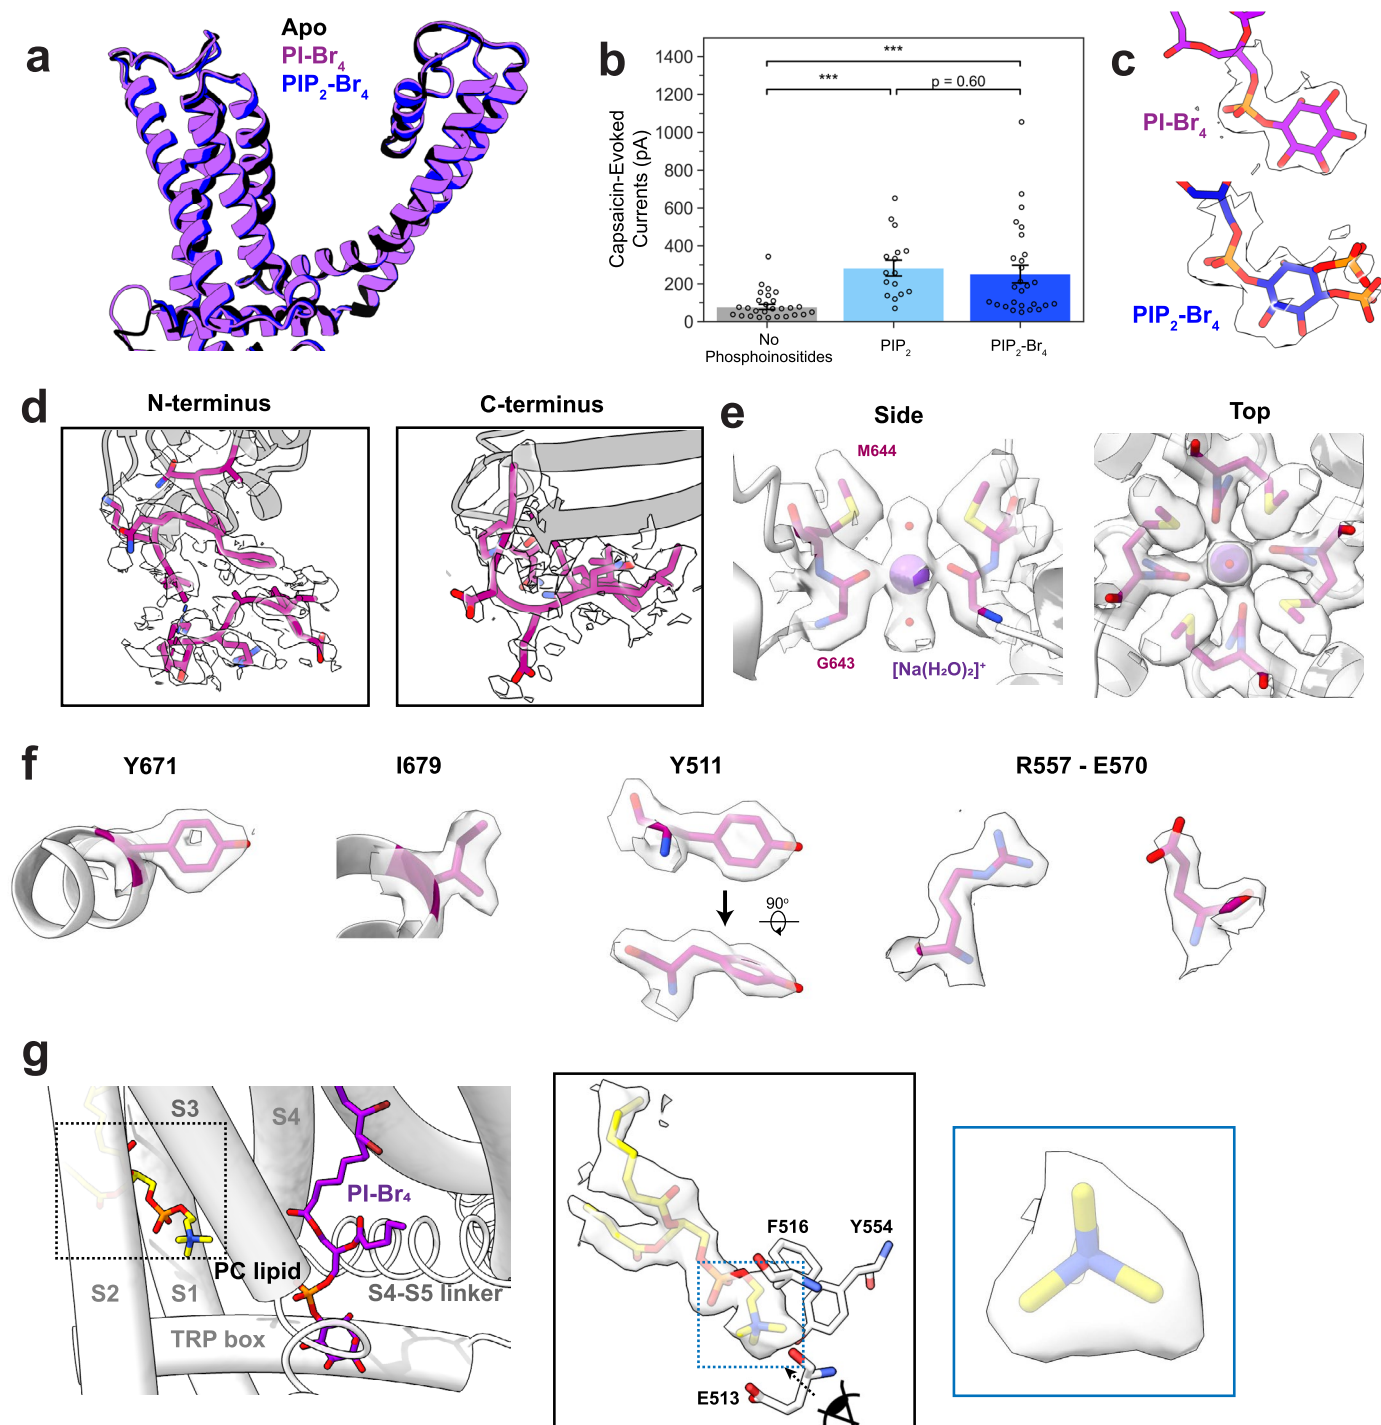 a
Apo
PI-Br₄
PIP₂-Br₄
b
Capsaicin-Evoked
Currents (pA)
1400
1200
1000
800
600
400
200
0
***
***
p = 0.60
No
Phosphoinositides
PIP₂
PIP₂-Br₄
c
PI-Br₄
PIP₂-Br₄
d
N-terminus
C-terminus
e
Side
Top
M644
G643
[Na(H₂O)₂]⁺
f
Y671
I679
Y511
R557 - E570
90°
g
S3
S4
PI-Br₄
PC lipid
S2
S1
S4-S5 linker
TRP box
F516
Y554
E513